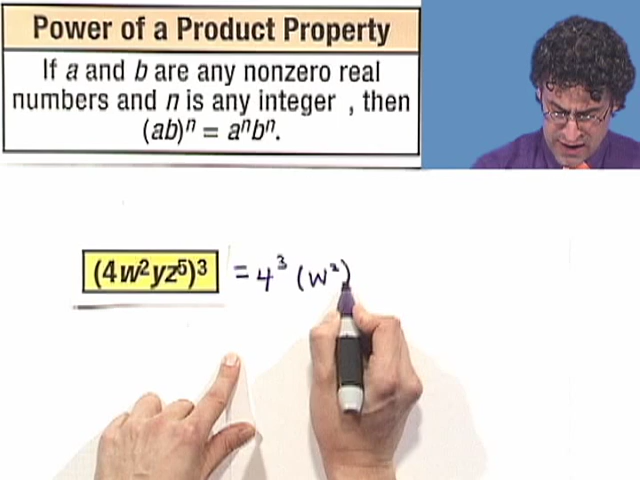 Power of a Product Property
If a and b are any nonzero real
numbers and n is any integer , then
(ab)ⁿ = aⁿbⁿ.
(4w²yz⁵)³ = 4³ (w²)